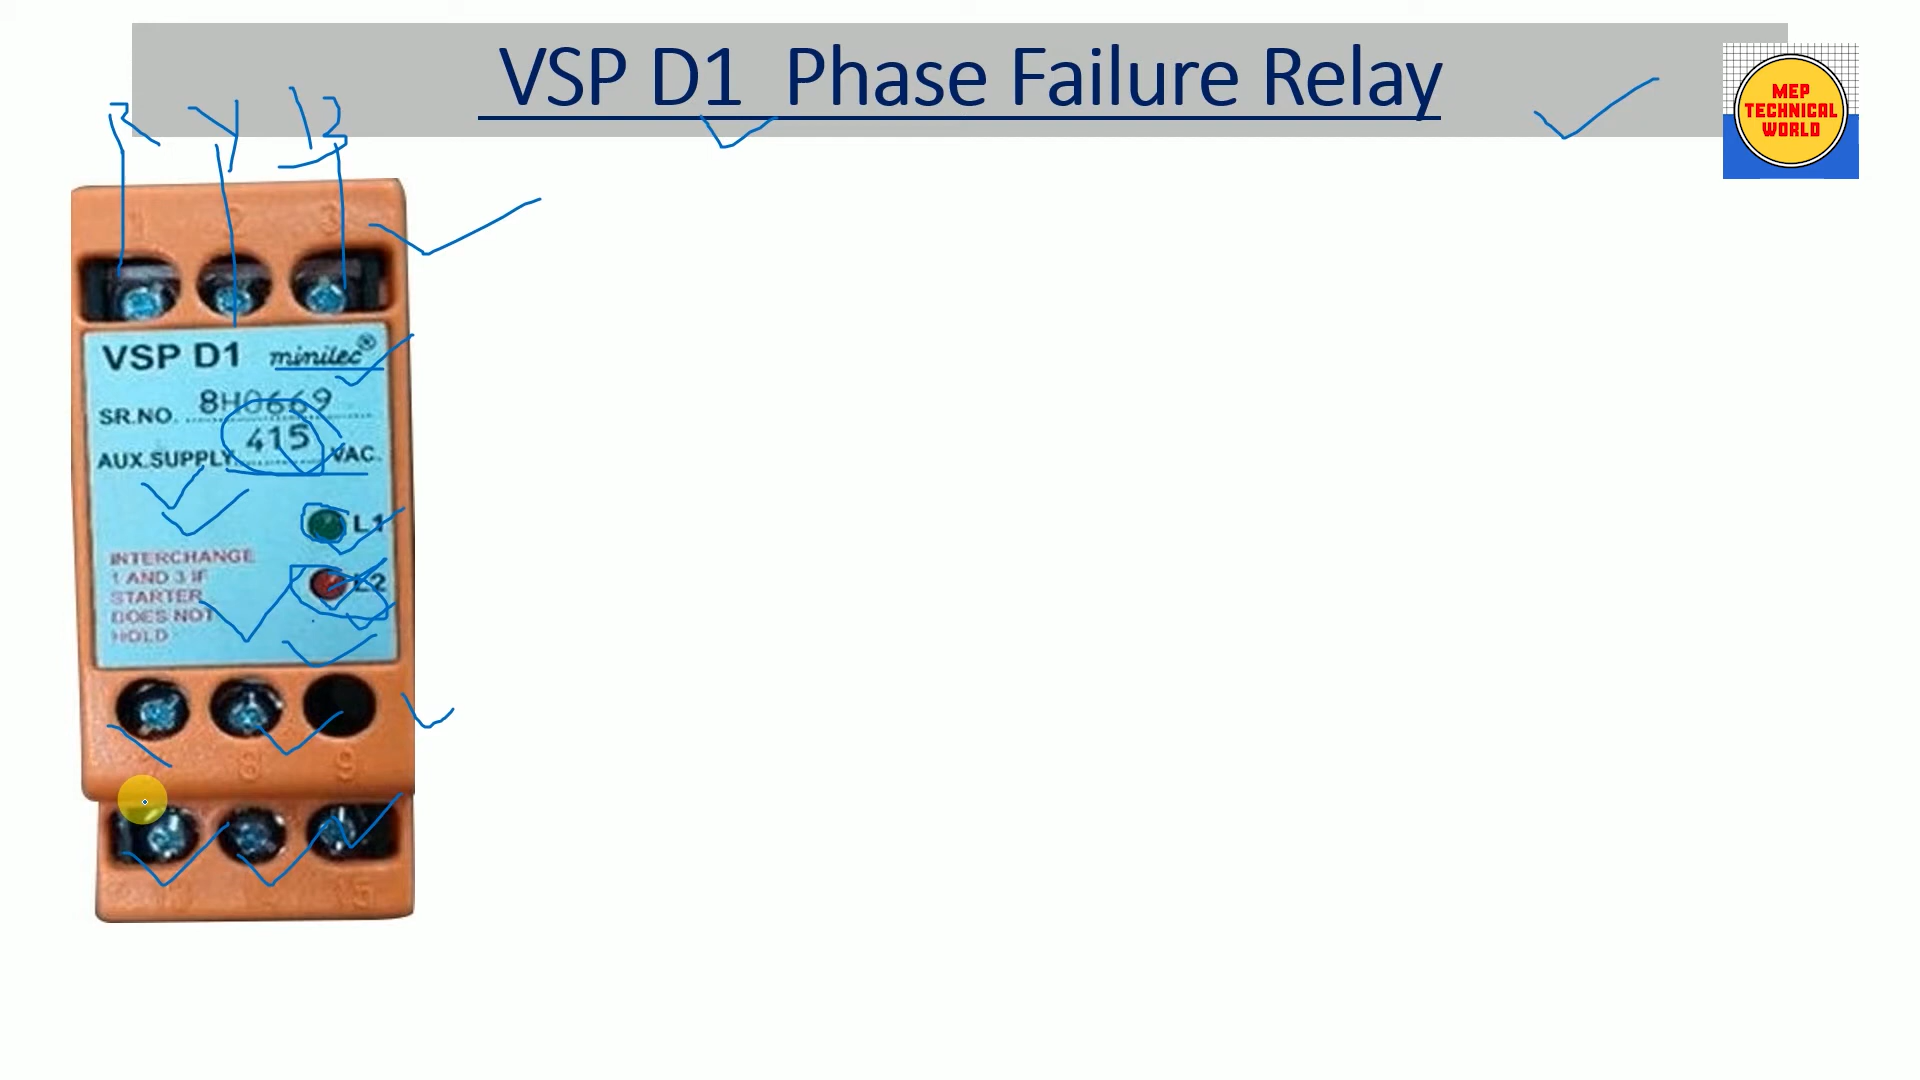 VSP D1 Phase Failure Relay
MEP
TECHNICAL
WORLD
R Y B
1 2 3
VSP D1 minilec®
SR.NO. 8H0669
AUX.SUPPLY 415 VAC.
L1
L2
INTERCHANGE
1 AND 3 IF
STARTER
DOES NOT
HOLD
8 9
15